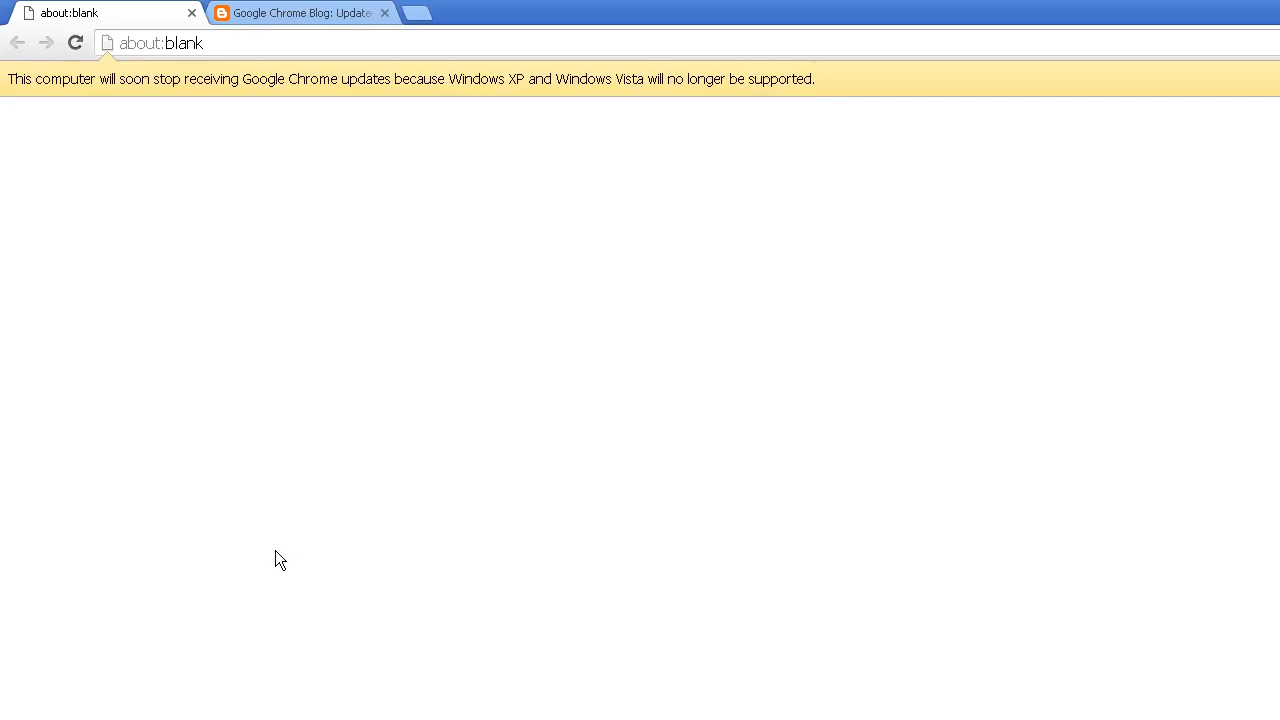 about:blank
Google Chrome Blog: Update
about:blank
This computer will soon stop receiving Google Chrome updates because Windows XP and Windows Vista will no longer be supported.